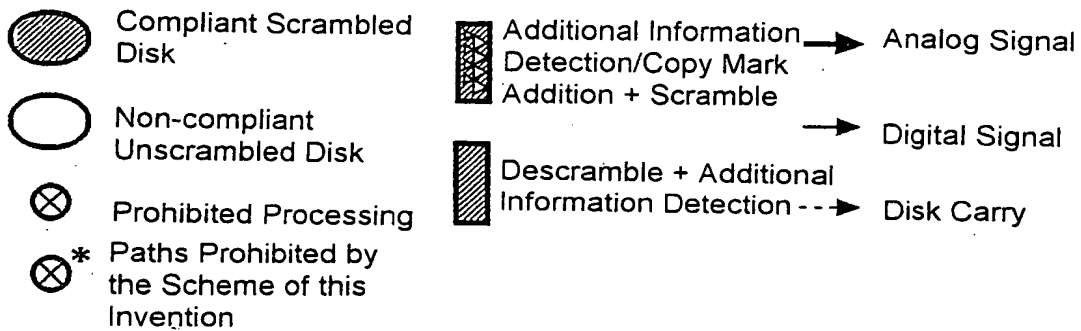 Compliant Scrambled
Disk
Non-compliant
Unscrambled Disk
Prohibited Processing
* Paths Prohibited by
the Scheme of this
Invention
Additional Information
Detection/Copy Mark
Addition + Scramble
Descramble + Additional
Information Detection
Analog Signal
Digital Signal
Disk Carry